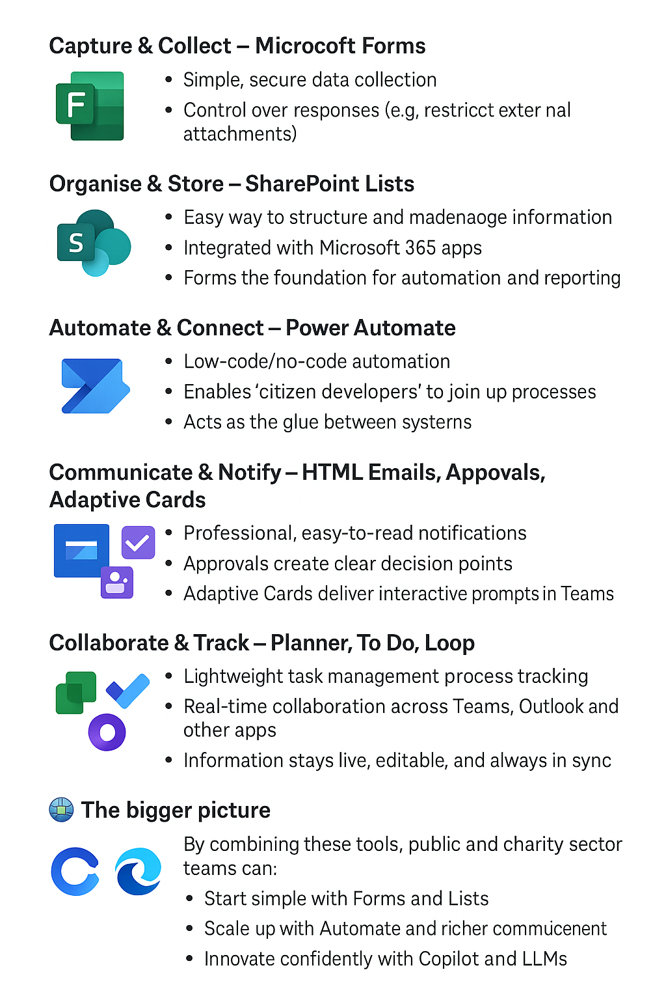 Capture & Collect – Microcoft Forms
F
• Simple, secure data collection
• Control over responses (e.g, restricct exter nal
attachments)
Organise & Store – SharePoint Lists
S
• Easy way to structure and madenaoge information
• Integrated with Microsoft 365 apps
• Forms the foundation for automation and reporting
Automate & Connect – Power Automate
• Low-code/no-code automation
• Enables ‘citizen developers’ to join up processes
• Acts as the glue between systerns
Communicate & Notify – HTML Emails, Appovals,
Adaptive Cards
• Professional, easy-to-read notifications
• Approvals create clear decision points
• Adaptive Cards deliver interactive prompts in Teams
Collaborate & Track – Planner, To Do, Loop
• Lightweight task management process tracking
• Real-time collaboration across Teams, Outlook and
other apps
• Information stays live, editable, and always in sync
The bigger picture
By combining these tools, public and charity sector
teams can:
• Start simple with Forms and Lists
• Scale up with Automate and richer commucenent
• Innovate confidently with Copilot and LLMs